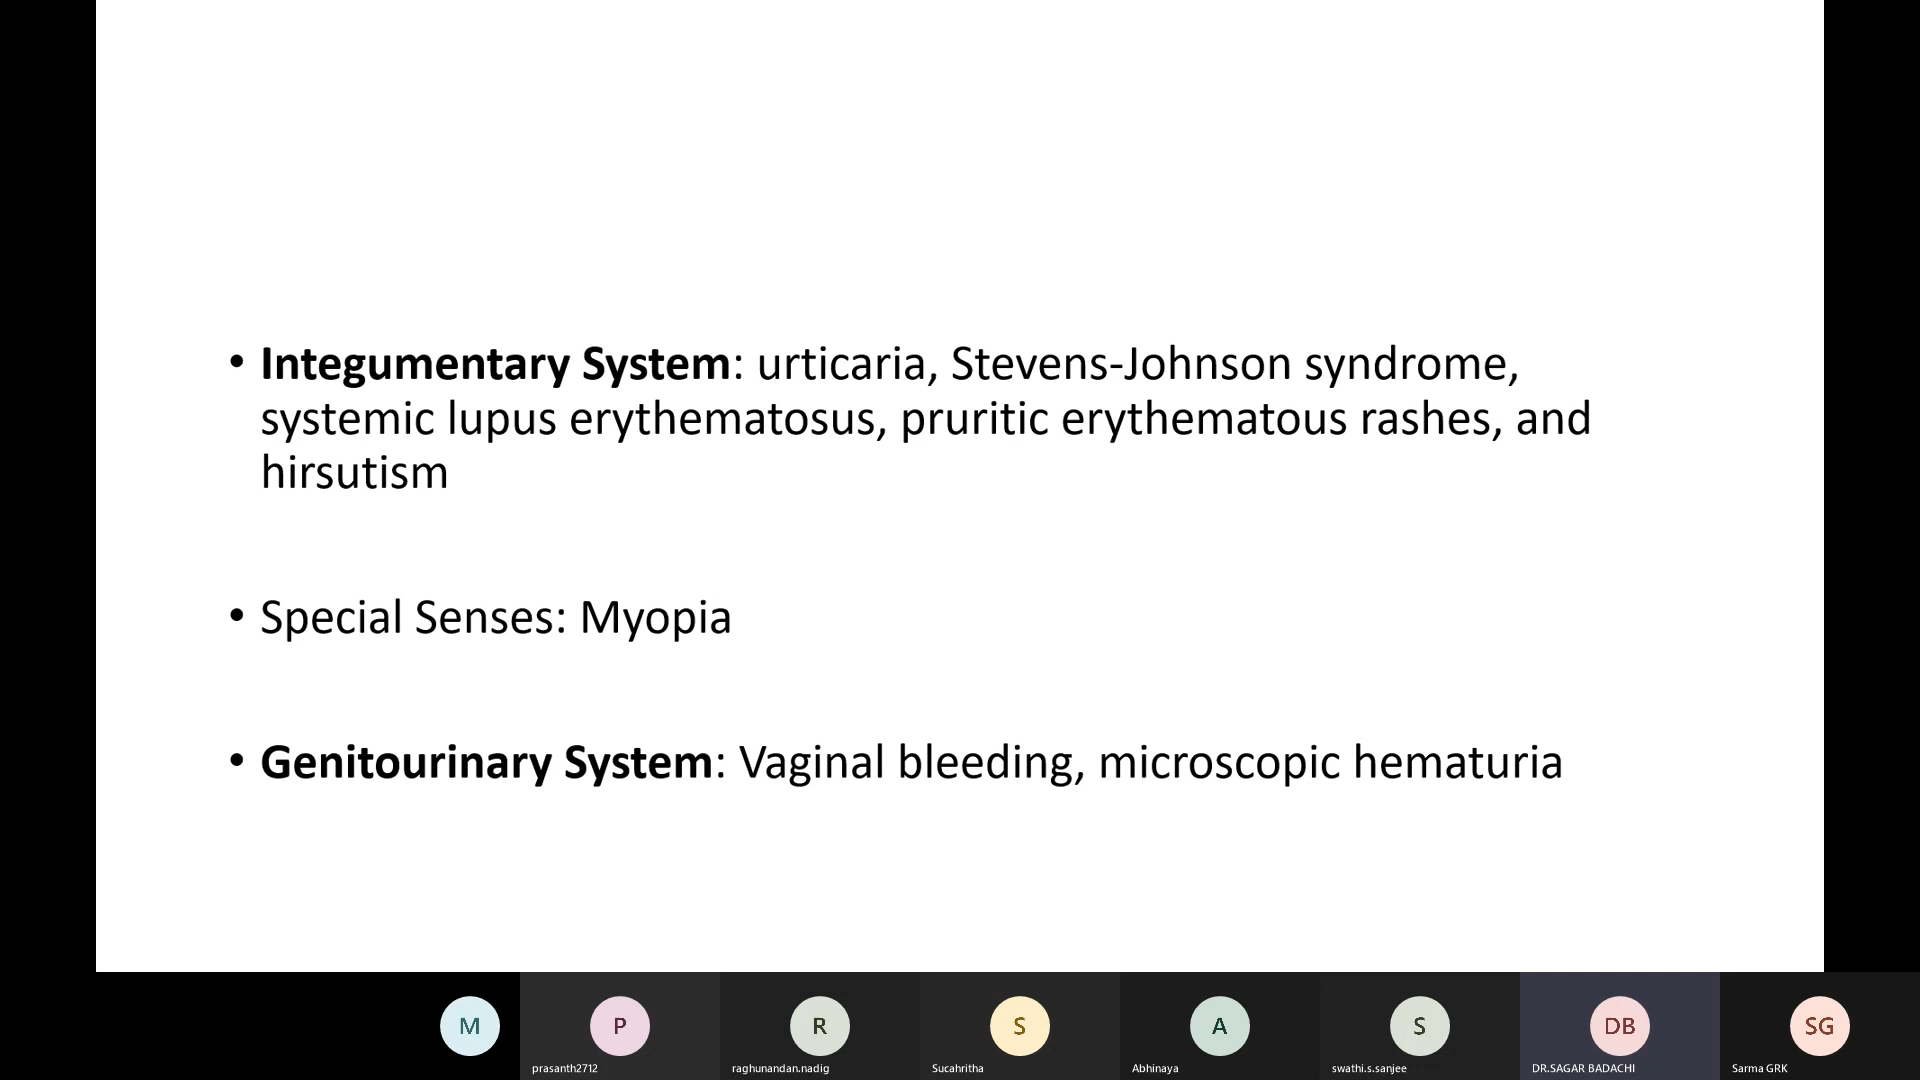 • Integumentary System: urticaria, Stevens-Johnson syndrome,
systemic lupus erythematosus, pruritic erythematous rashes, and
hirsutism
• Special Senses: Myopia
• Genitourinary System: Vaginal bleeding, microscopic hematuria
M P R S A S DB SG
prasanth2712 raghunandan.nadig Sucahritha Abhinaya swathi.s.sanjee DR.SAGAR BADACHI Sarma GRK